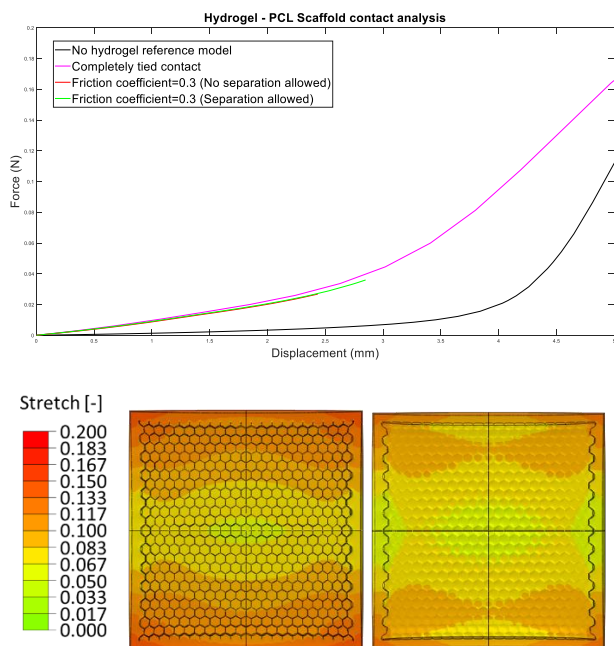 Hydrogel - PCL Scaffold contact analysis
No hydrogel reference model
Completely tied contact
Friction coefficient=0.3 (No separation allowed)
Friction coefficient=0.3 (Separation allowed)
0.2
0.18
0.16
0.14
0.12
0.1
0.08
0.06
0.04
0.02
0
Force (N)
0 0.5 1 1.5 2 2.5 3 3.5 4 4.5 5
Displacement (mm)
Stretch [-]
0.200
0.183
0.167
0.150
0.133
0.117
0.100
0.083
0.067
0.050
0.033
0.017
0.000